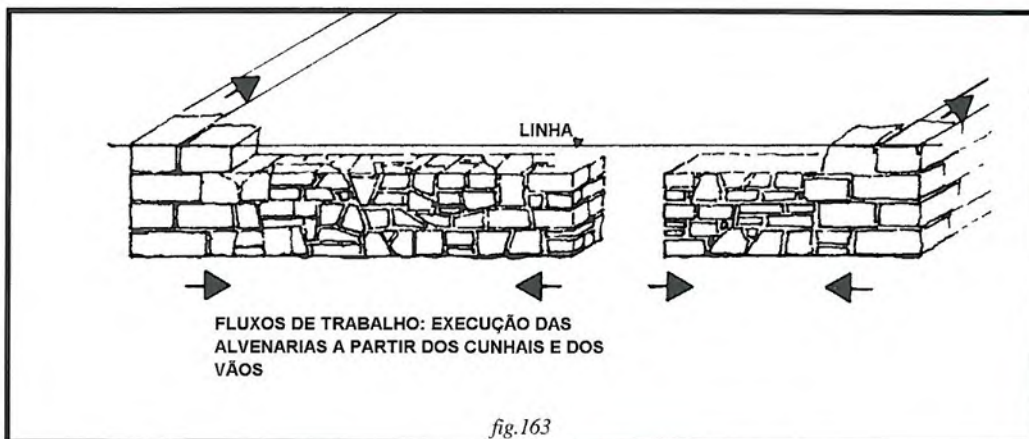 LINHA
FLUXOS DE TRABALHO: EXECUÇÃO DAS
ALVENARIAS A PARTIR DOS CUNHAIS E DOS
VÃOS
fig.163